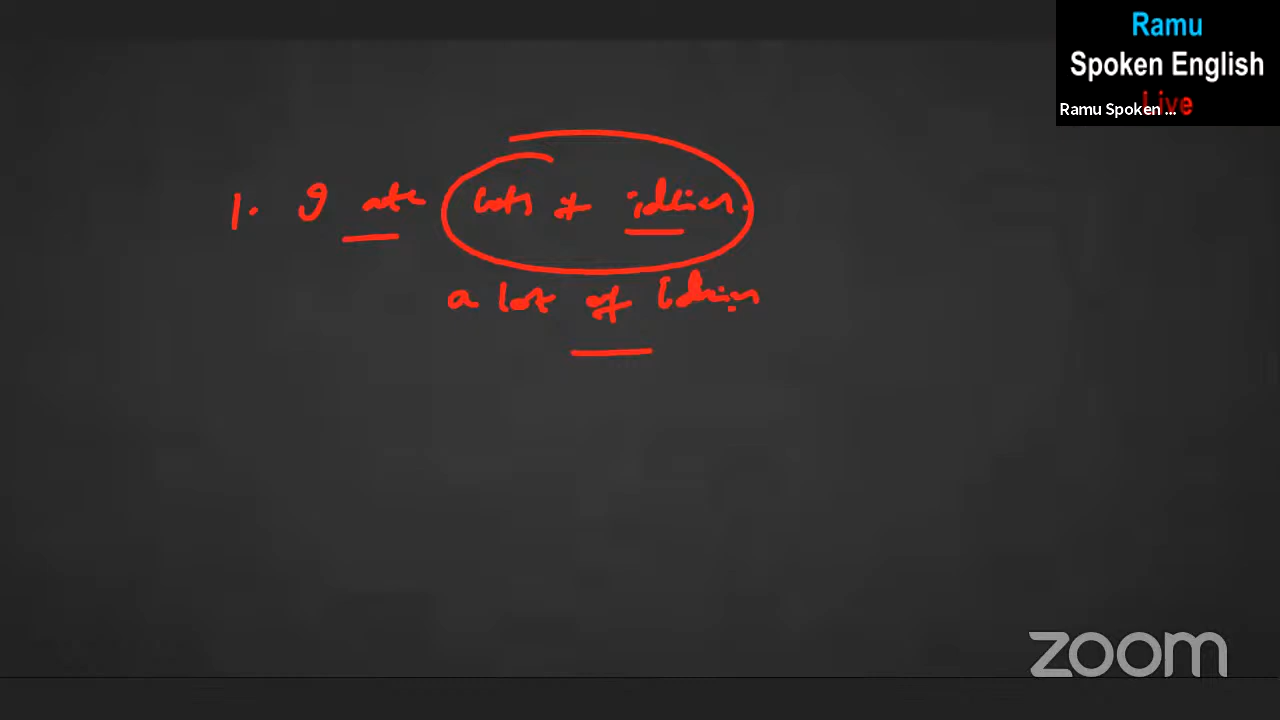 Ramu
Spoken English
Live
Ramu Spoken ...
1. I ate lots of idlies.
a lot of idlies
zoom